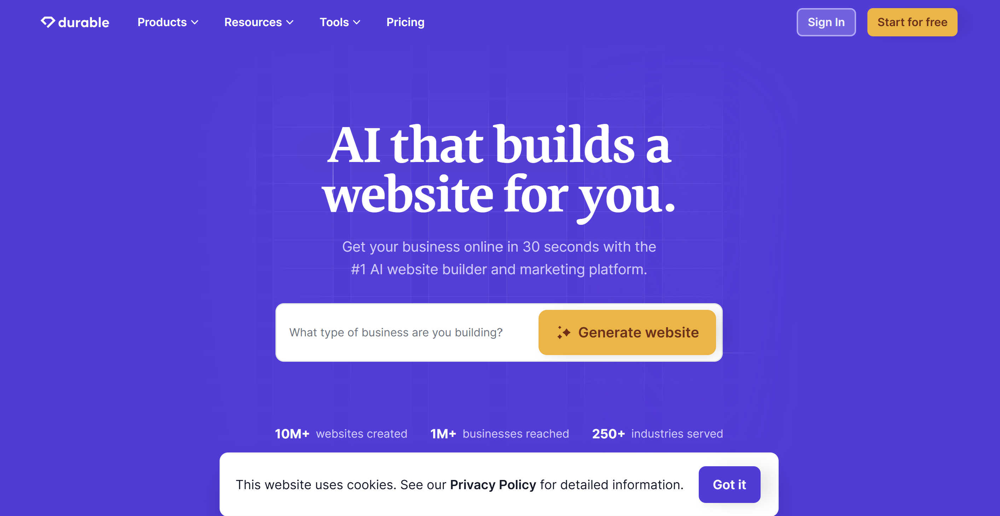 durable
Products
Resources
Tools
Pricing
Sign In
Start for free
AI that builds a
website for you.
Get your business online in 30 seconds with the
#1 AI website builder and marketing platform.
What type of business are you building?
Generate website
10M+ websites created
1M+ businesses reached
250+ industries served
This website uses cookies. See our Privacy Policy for detailed information.
Got it